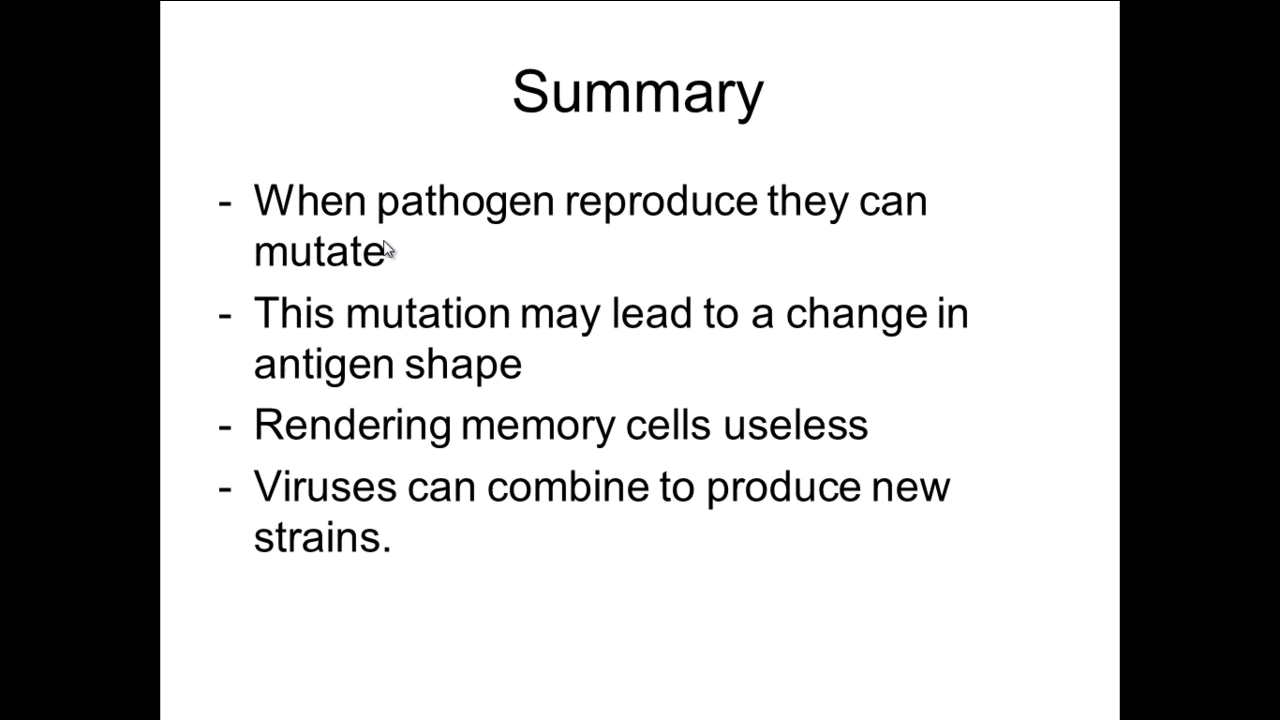 Summary
- When pathogen reproduce they can
mutate
- This mutation may lead to a change in
antigen shape
- Rendering memory cells useless
- Viruses can combine to produce new
strains.